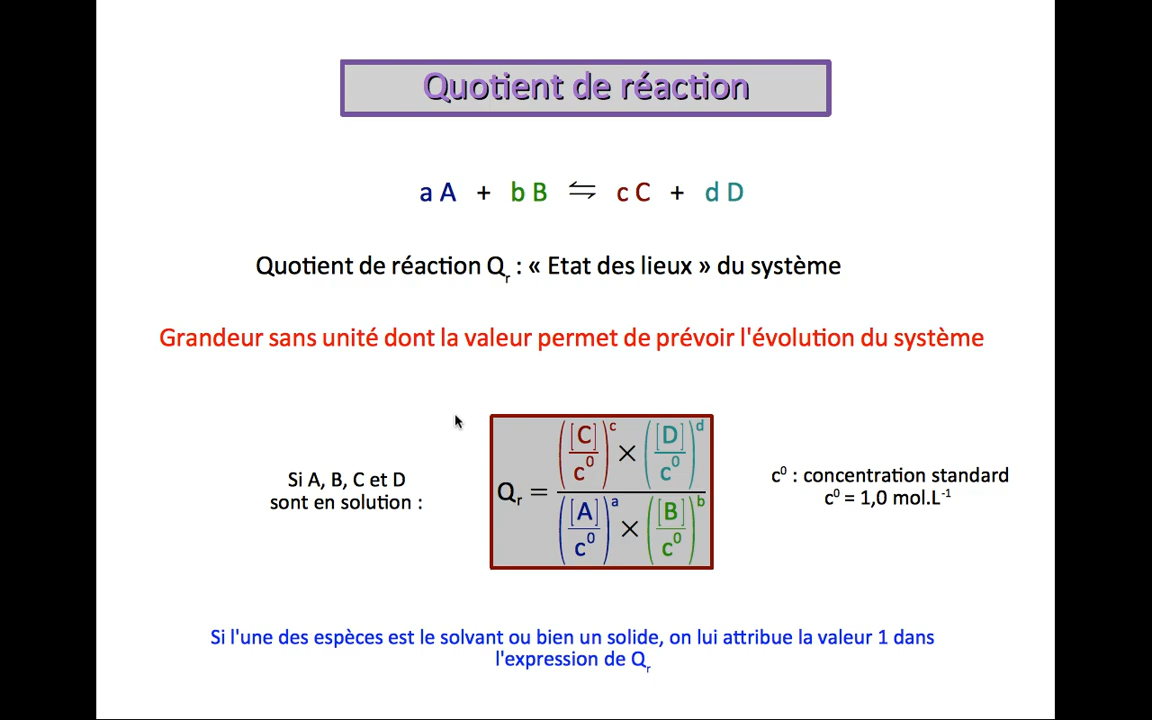 Quotient de réaction
a A + b B ⇋ c C + d D
Quotient de réaction Qr : « Etat des lieux » du système
Grandeur sans unité dont la valeur permet de prévoir l'évolution du système
Si A, B, C et D
sont en solution :
Qr = (([C]/c⁰)^c × ([D]/c⁰)^d) / (([A]/c⁰)^a × ([B]/c⁰)^b)
c⁰ : concentration standard
c⁰ = 1,0 mol.L⁻¹
Si l'une des espèces est le solvant ou bien un solide, on lui attribue la valeur 1 dans
l'expression de Qr